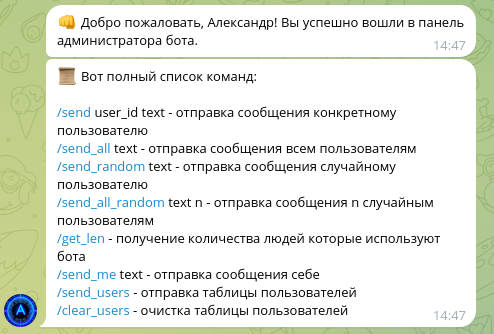 👊 Добро пожаловать, Александр! Вы успешно вошли в панель
администратора бота.
14:47
📜 Вот полный список команд:
/send user_id text - отправка сообщения конкретному
пользователю
/send_all text - отправка сообщения всем пользователям
/send_random text - отправка сообщения случайному
пользователю
/send_all_random text n - отправка сообщения n случайным
пользователям
/get_len - получение количества людей которые используют
бота
/send_me text - отправка сообщения себе
/send_users - отправка таблицы пользователей
/clear_users - очистка таблицы пользователей
14:47
A